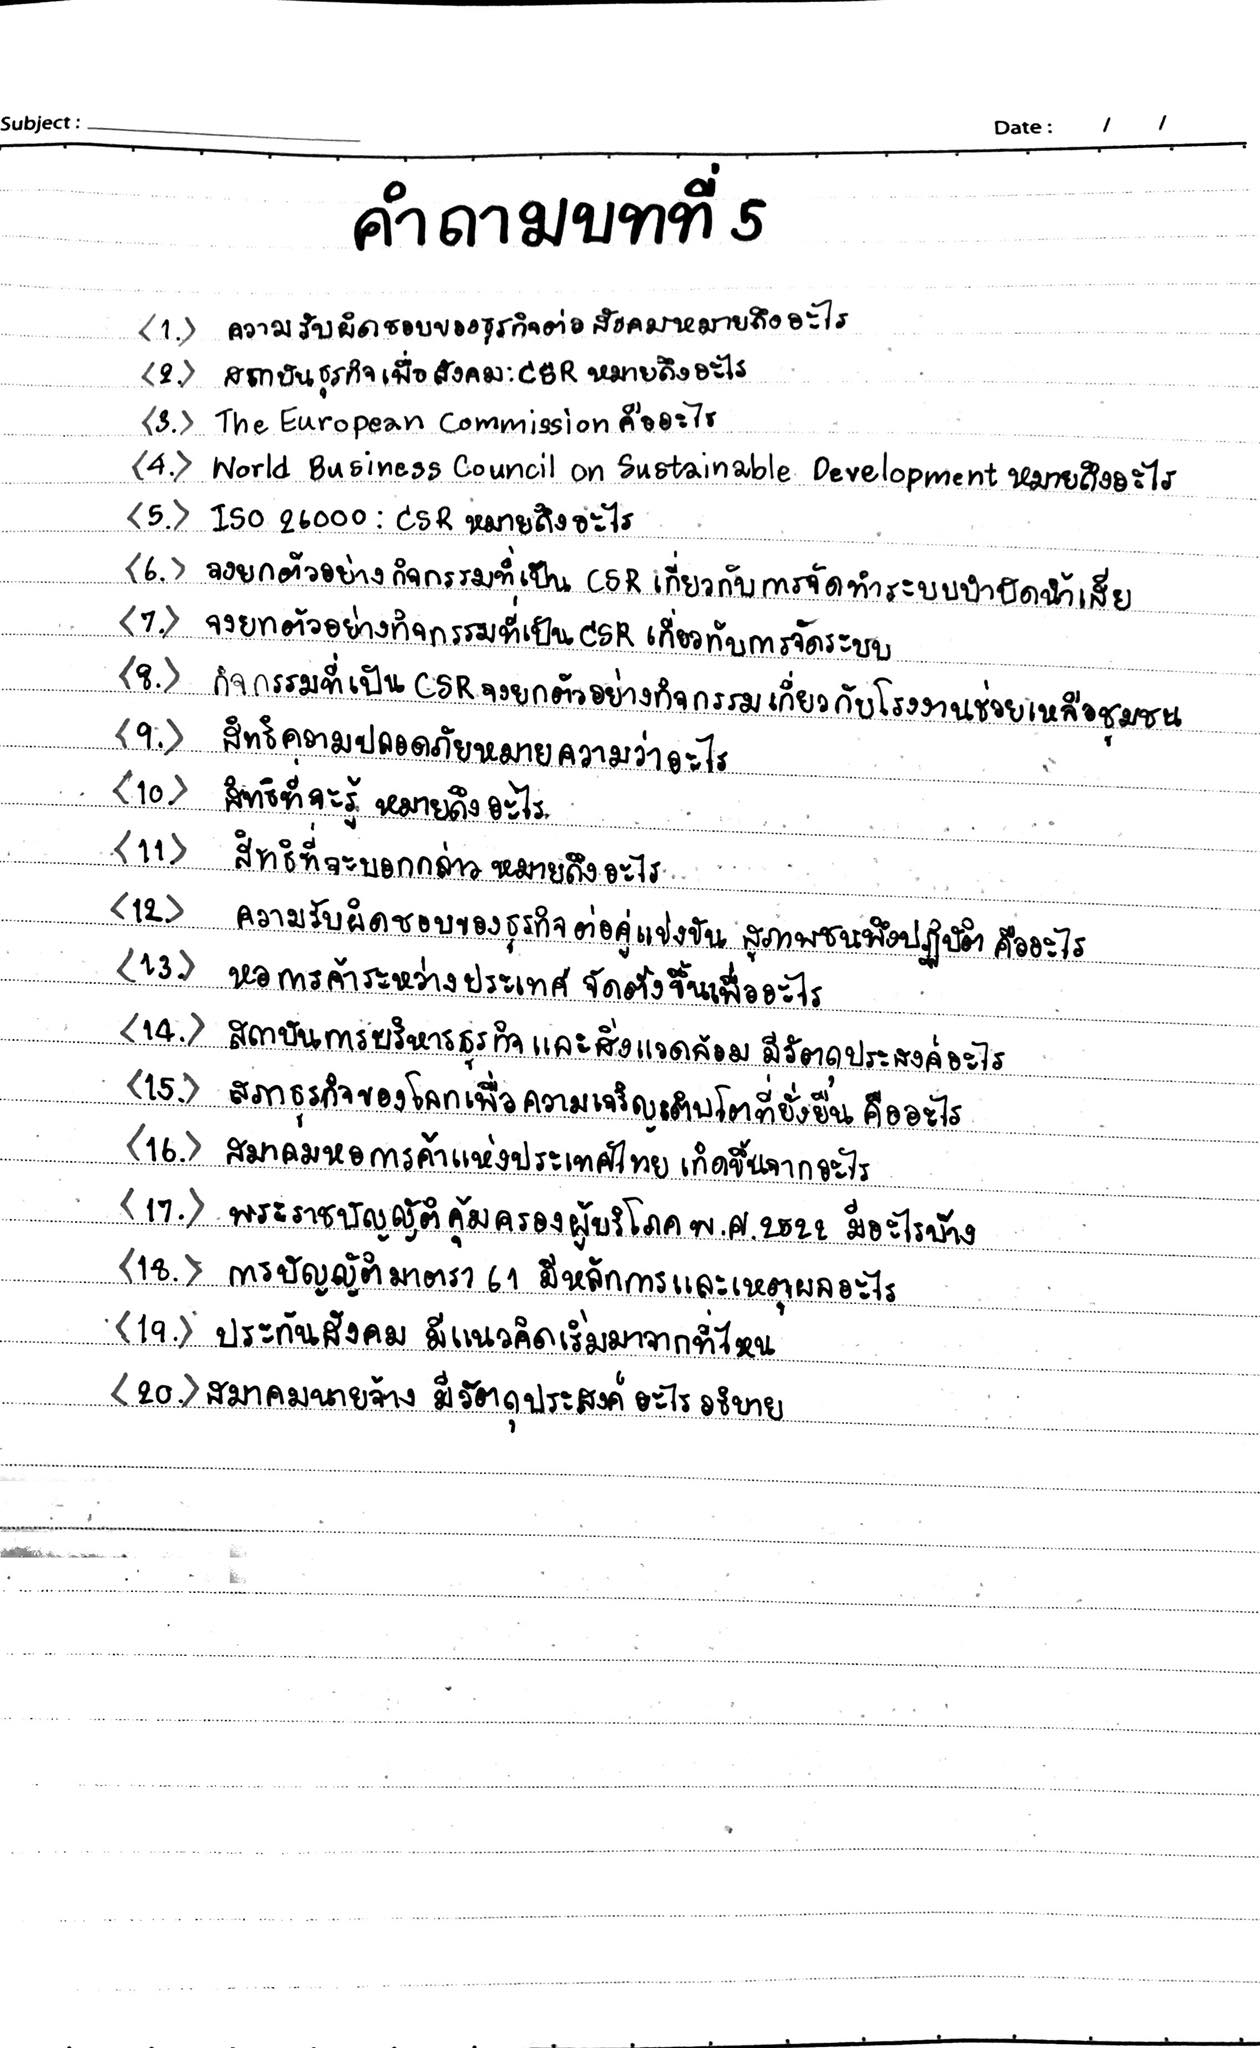 Subject :
Date : / /
คำถามบทที่ 5
<1.> ความรับผิดชอบของธุรกิจต่อ สังคมหมายถึงอะไร
<2.> สถาบันธุรกิจเพื่อสังคม:CSR หมายถึงอะไร
<3.> The European Commission คืออะไร
<4.> World Business Council on Sustainable Development หมายถึงอะไร
<5.> ISO 26000 : CSR หมายถึงอะไร
<6.> จงยกตัวอย่างกิจกรรมที่เป็น CSR เกี่ยวกับการจัดทำระบบบำบัดน้ำเสีย
<7.> จงยกตัวอย่างกิจกรรมที่เป็น CSR เกี่ยวกับการจัดระบบ
<8.> กิจกรรมที่เป็น CSR จงยกตัวอย่างกิจกรรมเกี่ยวกับโรงงานช่วยเหลือชุมชน
<9.> สิทธิความปลอดภัยหมายความว่าอะไร
<10> สิทธิที่จะรู้ หมายถึงอะไร
<11> สิทธิที่จะบอกกล่าว หมายถึงอะไร
<12> ความรับผิดชอบของธุรกิจต่อคู่แข่งขัน สุภาพชนพึงปฏิบัติ คืออะไร
<13.> หอการค้าระหว่างประเทศ จัดตั้งขึ้นเพื่ออะไร
<14.> สถาบันการบริหารธุรกิจและสิ่งแวดล้อม มีวัตถุประสงค์อะไร
<15.> สภาธุรกิจของโลกเพื่อความเจริญเติบโตที่ยั่งยืน คืออะไร
<16.> สมาคมหอการค้าแห่งประเทศไทย เกิดขึ้นจากอะไร
<17.> พระราชบัญญัติคุ้มครองผู้บริโภค พ.ศ.2522 มีอะไรบ้าง
<18.> การบัญญัติมาตรา 61 มีหลักการและเหตุผลอะไร
<19.> ประกันสังคม มีแนวคิดเริ่มมาจากที่ไหน
<20.> สมาคมนายจ้าง มีวัตถุประสงค์ อะไร อธิบาย